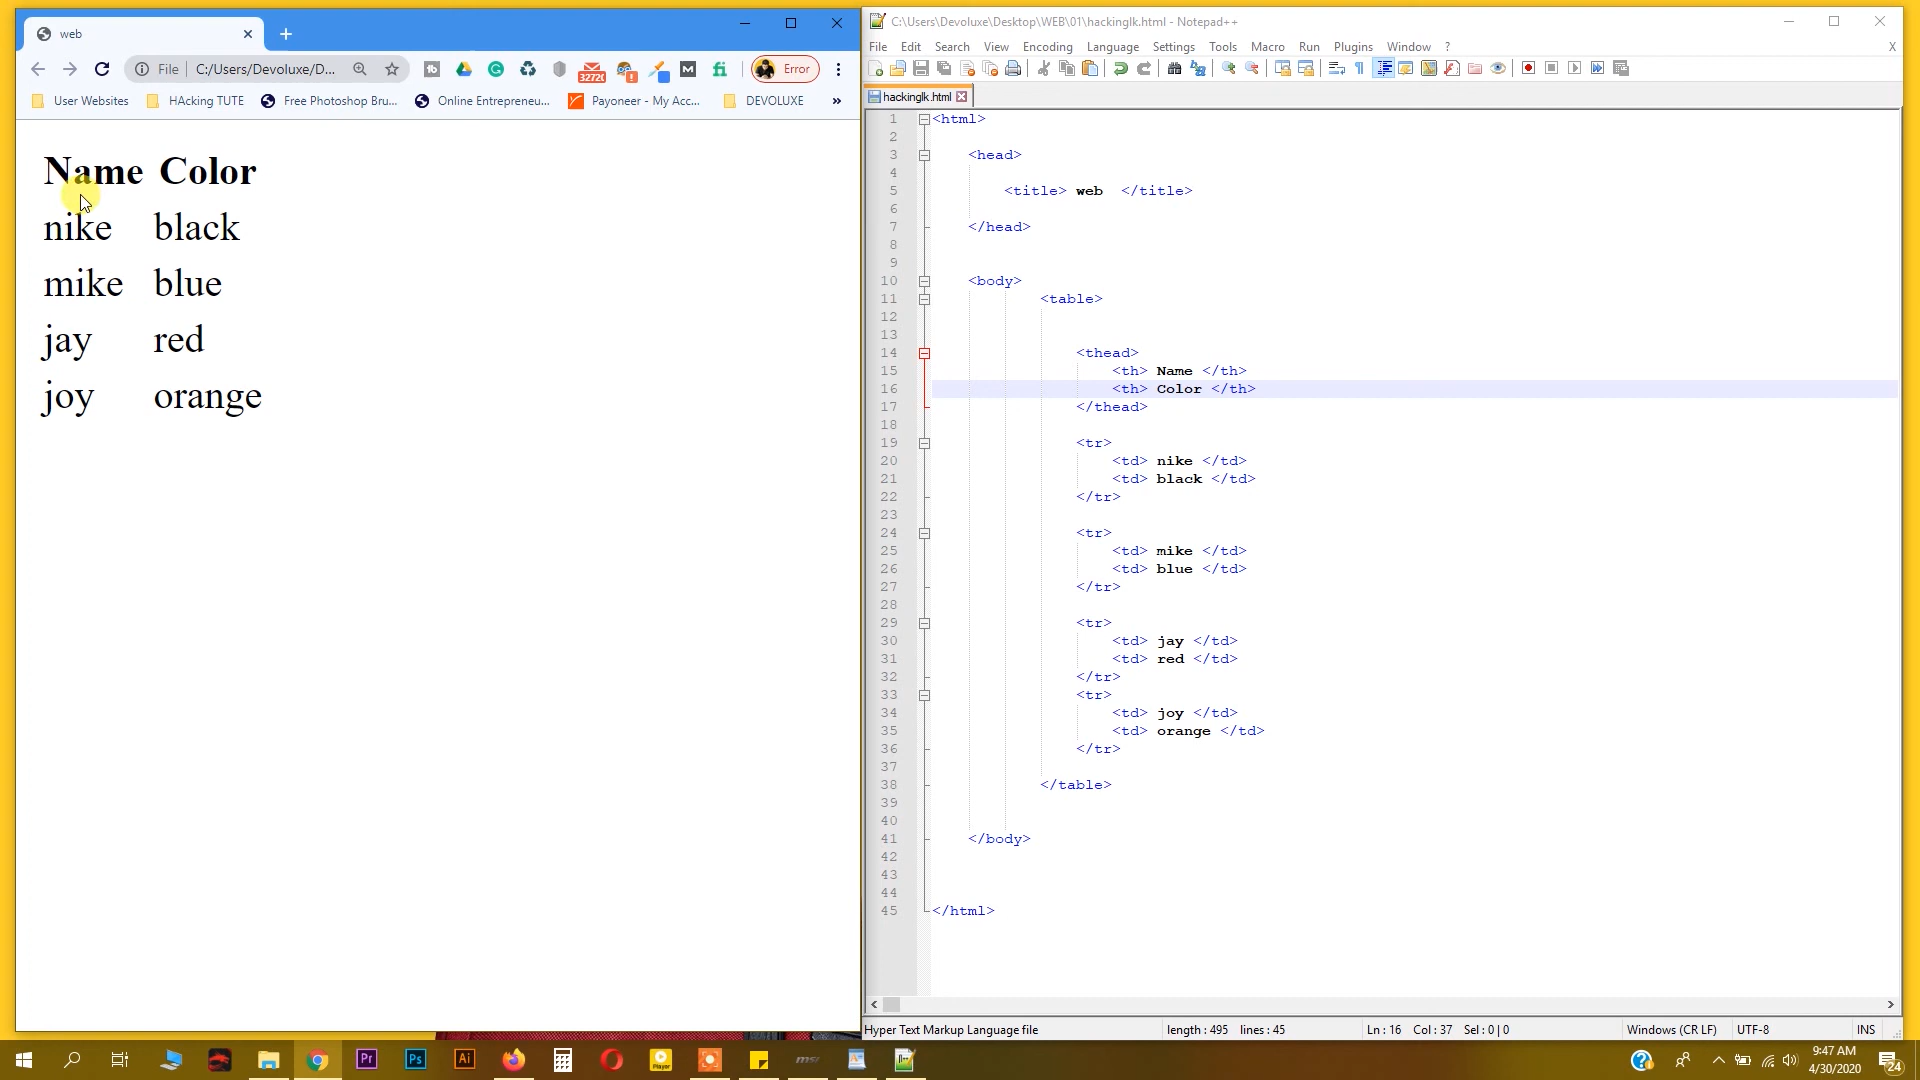 web
File C:/Users/Devoluxe/D...
32720
Error
User Websites HAcking TUTE Free Photoshop Bru... Online Entrepreneu... Payoneer - My Acc... DEVOLUXE »
Name Color
nike black
mike blue
jay red
joy orange
C:\Users\Devoluxe\Desktop\WEB\01\hackinglk.html - Notepad++
File Edit Search View Encoding Language Settings Tools Macro Run Plugins Window ? X
hackinglk.html
1 <html>
2
3 <head>
4
5 <title> web </title>
6
7 </head>
8
9
10 <body>
11 <table>
12
13
14 <thead>
15 <th> Name </th>
16 <th> Color </th>
17 </thead>
18
19 <tr>
20 <td> nike </td>
21 <td> black </td>
22 </tr>
23
24 <tr>
25 <td> mike </td>
26 <td> blue </td>
27 </tr>
28
29 <tr>
30 <td> jay </td>
31 <td> red </td>
32 </tr>
33 <tr>
34 <td> joy </td>
35 <td> orange </td>
36 </tr>
37
38 </table>
39
40
41 </body>
42
43
44
45 </html>
Hyper Text Markup Language file length : 495 lines : 45 Ln : 16 Col : 37 Sel : 0 | 0 Windows (CR LF) UTF-8 INS
Pr Ps Ai Player
9:47 AM
4/30/2020
24